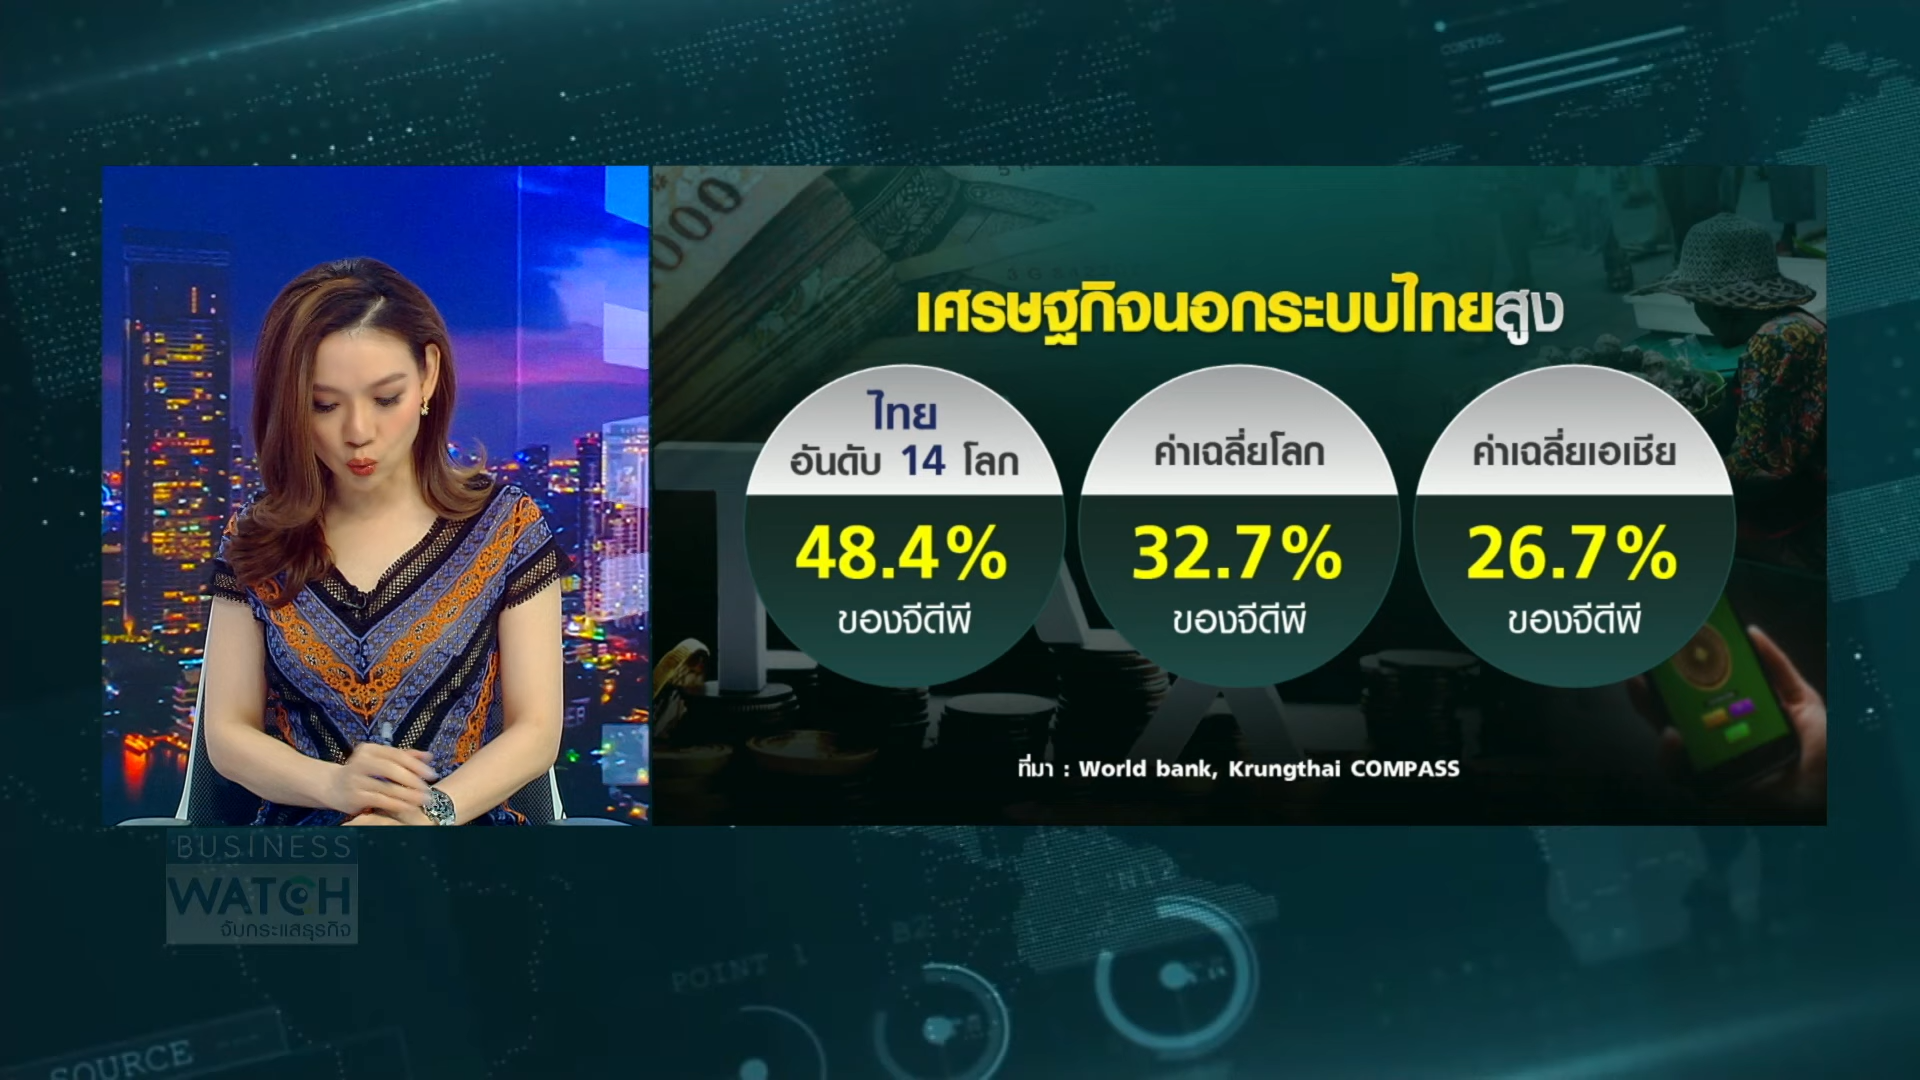 CONTROL
000
เศรษฐกิจนอกระบบไทยสูง
ไทย
อันดับ 14 โลก
48.4%
ของจีดีพี
ค่าเฉลี่ยโลก
32.7%
ของจีดีพี
ค่าเฉลี่ยเอเชีย
26.7%
ของจีดีพี
ที่มา : World bank, Krungthai COMPASS
BUSINESS
WATCH
จับกระแสธุรกิจ
POINT 1
SOURCE